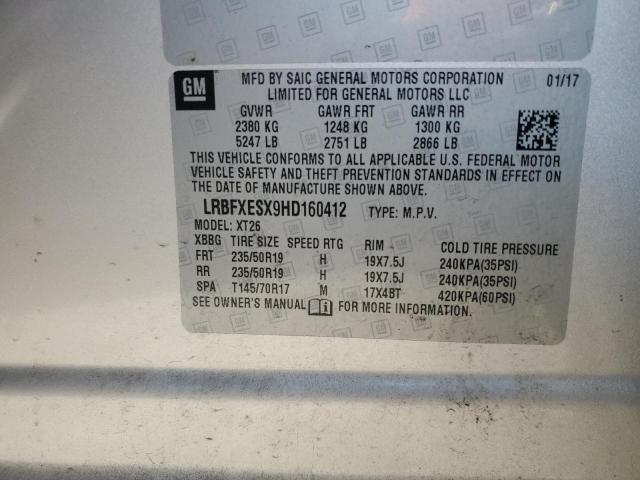 GM
MFD BY SAIC GENERAL MOTORS CORPORATION 01/17
LIMITED FOR GENERAL MOTORS LLC
GVWR GAWR FRT GAWR RR
2380 KG 1248 KG 1300 KG
5247 LB 2751 LB 2866 LB
THIS VEHICLE CONFORMS TO ALL APPLICABLE U.S. FEDERAL MOTOR
VEHICLE SAFETY AND THEFT PREVENTION STANDARDS IN EFFECT ON
THE DATE OF MANUFACTURE SHOWN ABOVE.
LRBFXESX9HD160412 TYPE: M.P.V.
MODEL: XT26
XBBG TIRE SIZE SPEED RTG RIM COLD TIRE PRESSURE
FRT 235/50R19 H 19X7.5J 240KPA(35PSI)
RR 235/50R19 H 19X7.5J 240KPA(35PSI)
SPA T145/70R17 M 17X4BT 420KPA(60PSI)
SEE OWNER'S MANUAL FOR MORE INFORMATION.